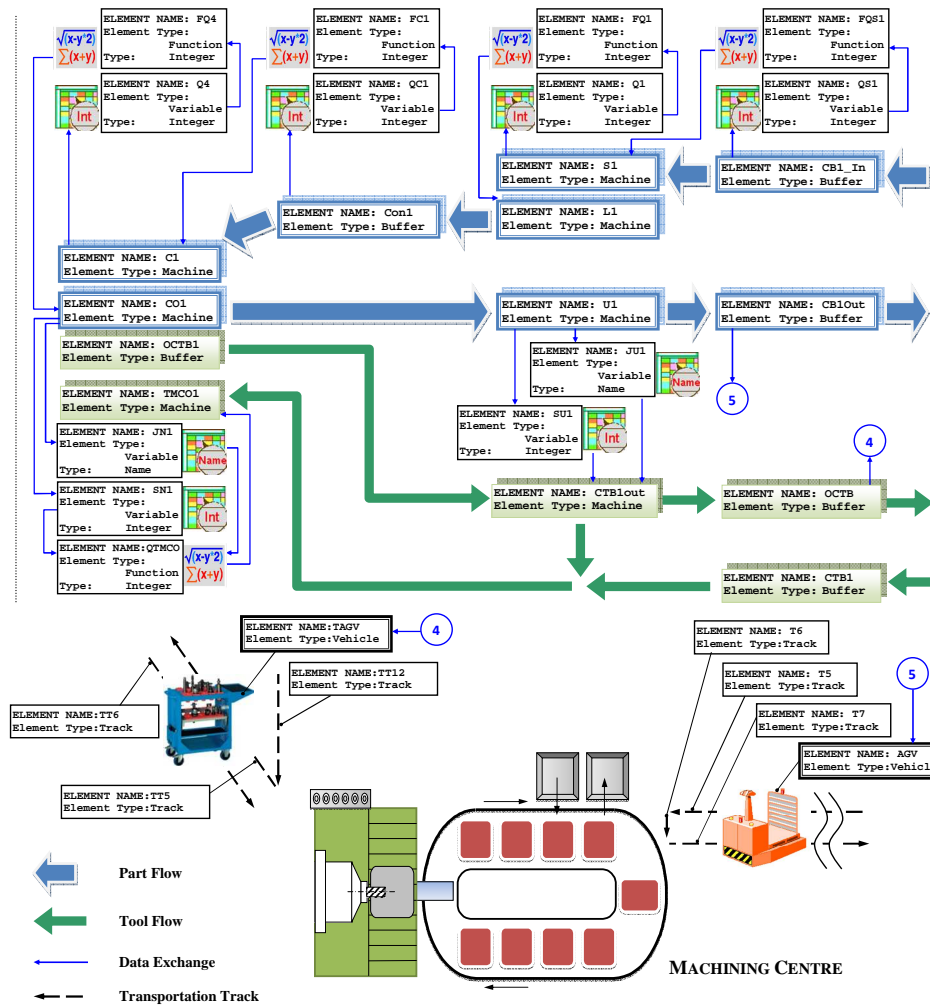 ELEMENT NAME: FQ4
Element Type:
Function
Type: Integer
√(x-y*2)
∑(x+y)
ELEMENT NAME: FC1
Element Type:
Function
Type: Integer
√(x-y*2)
∑(x+y)
ELEMENT NAME: FQ1
Element Type:
Function
Type: Integer
√(x-y*2)
∑(x+y)
ELEMENT NAME: FQS1
Element Type:
Function
Type: Integer
√(x-y*2)
∑(x+y)
ELEMENT NAME: Q4
Element Type:
Variable
Type: Integer
Int
ELEMENT NAME: QC1
Element Type:
Variable
Type: Integer
Int
ELEMENT NAME: Q1
Element Type:
Variable
Type: Integer
Int
ELEMENT NAME: QS1
Element Type:
Variable
Type: Integer
Int
ELEMENT NAME: S1
Element Type: Machine
ELEMENT NAME: CB1_In
Element Type: Buffer
ELEMENT NAME: Con1
Element Type: Buffer
ELEMENT NAME: L1
Element Type: Machine
ELEMENT NAME: C1
Element Type: Machine
ELEMENT NAME: CO1
Element Type: Machine
ELEMENT NAME: U1
Element Type: Machine
ELEMENT NAME: CB1Out
Element Type: Buffer
ELEMENT NAME: OCTB1
Element Type: Buffer
ELEMENT NAME: JU1
Element Type:
Variable
Type: Name
Name
5
ELEMENT NAME: TMCO1
Element Type: Machine
ELEMENT NAME: SU1
Element Type:
Variable
Type: Integer
Int
ELEMENT NAME: JN1
Element Type:
Variable
Type: Name
Name
4
ELEMENT NAME: SN1
Element Type:
Variable
Type: Integer
Int
ELEMENT NAME: CTB1out
Element Type: Machine
ELEMENT NAME: OCTB
Element Type: Buffer
ELEMENT NAME:QTMCO
Element Type:
Function
Type: Integer
√(x-y*2)
∑(x+y)
ELEMENT NAME: CTB1
Element Type: Buffer
ELEMENT NAME:TAGV
Element Type:Vehicle
4
ELEMENT NAME: T6
Element Type:Track
ELEMENT NAME:TT12
Element Type:Track
ELEMENT NAME: T5
Element Type:Track
5
ELEMENT NAME:TT6
Element Type:Track
ELEMENT NAME: T7
Element Type:Track
ELEMENT NAME: AGV
Element Type:Vehicl
ELEMENT NAME:TT5
Element Type:Track
Part Flow
Tool Flow
Data Exchange
Transportation Track
MACHINING CENTRE